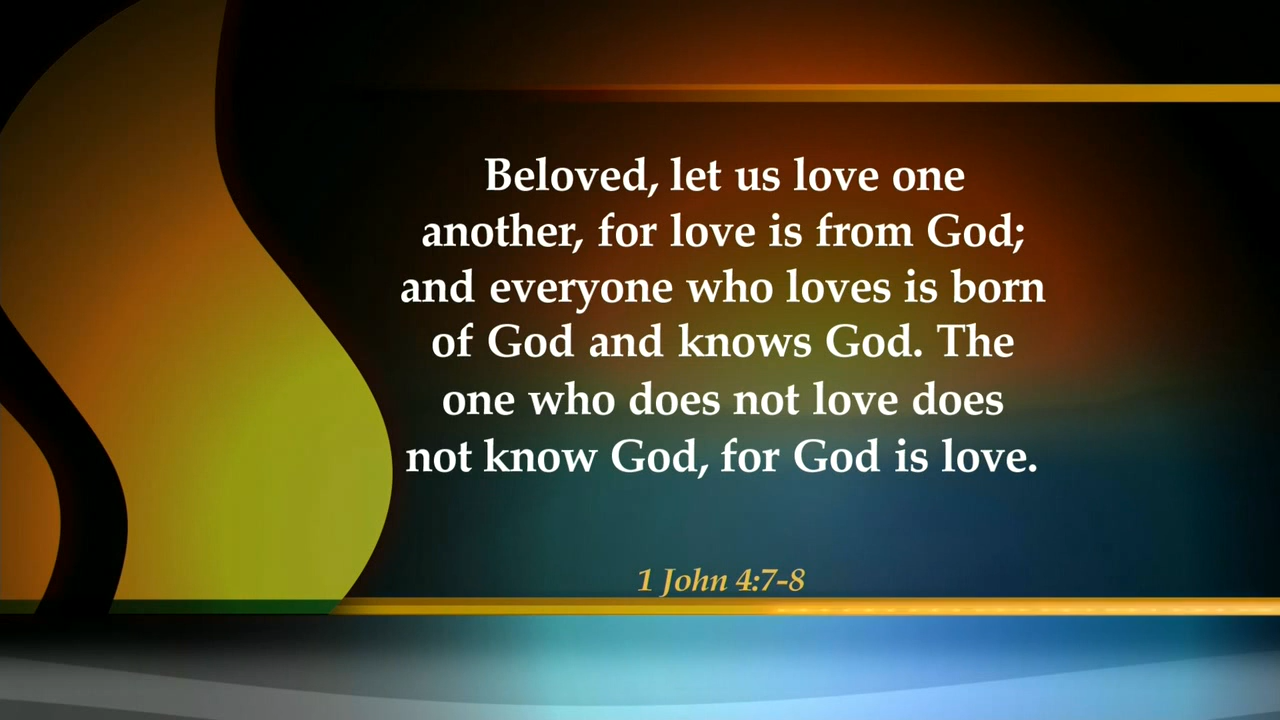 Beloved, let us love one
another, for love is from God;
and everyone who loves is born
of God and knows God. The
one who does not love does
not know God, for God is love.
1 John 4:7-8